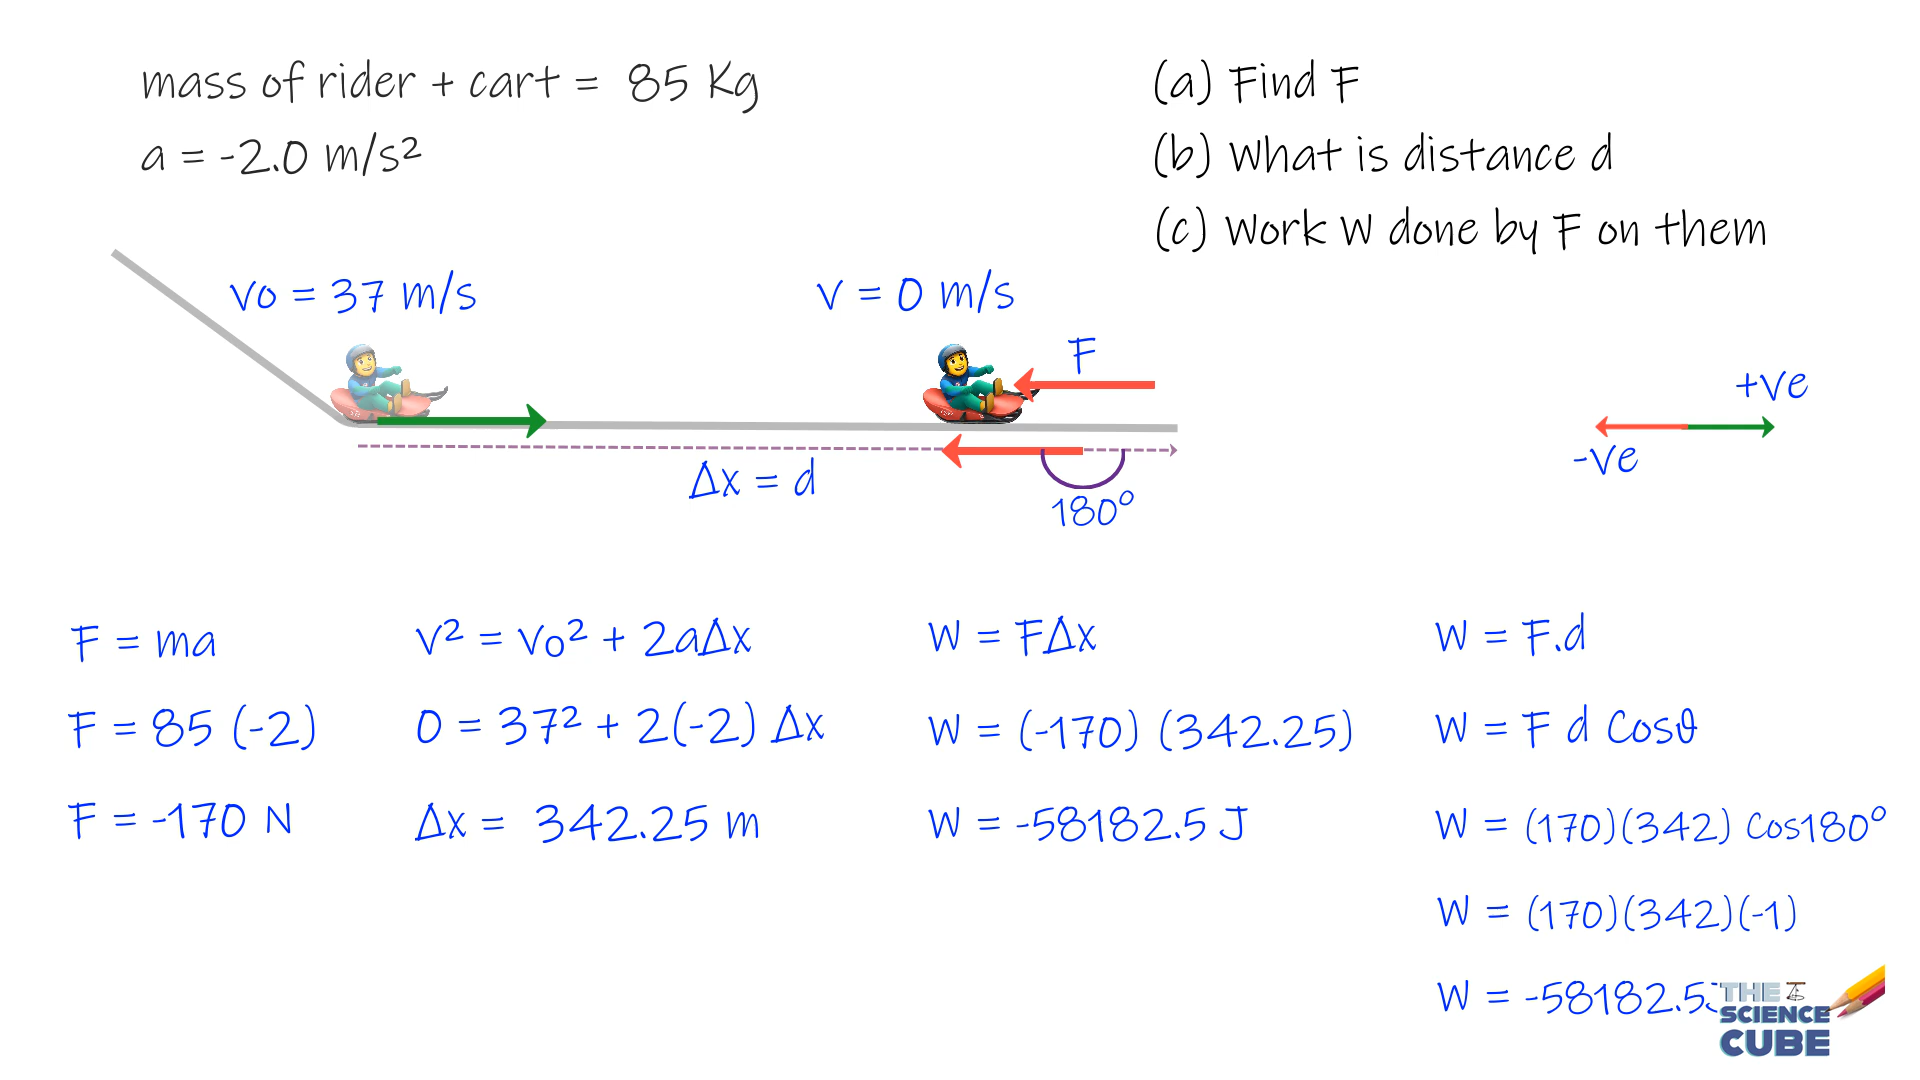 mass of rider + cart = 85 Kg
a = -2.0 m/s²
(a) Find F
(b) What is distance d
(c) Work W done by F on them
vo = 37 m/s
v = 0 m/s
F
+ve
-ve
Δx = d
180°
F = ma
F = 85 (-2)
F = -170 N
v² = vo² + 2aΔx
0 = 37² + 2(-2) Δx
Δx = 342.25 m
W = FΔx
W = (-170) (342.25)
W = -58182.5 J
W = F.d
W = F d Cosθ
W = (170)(342) Cos180°
W = (170)(342)(-1)
W = -58182.5J
THE
SCIENCE
CUBE